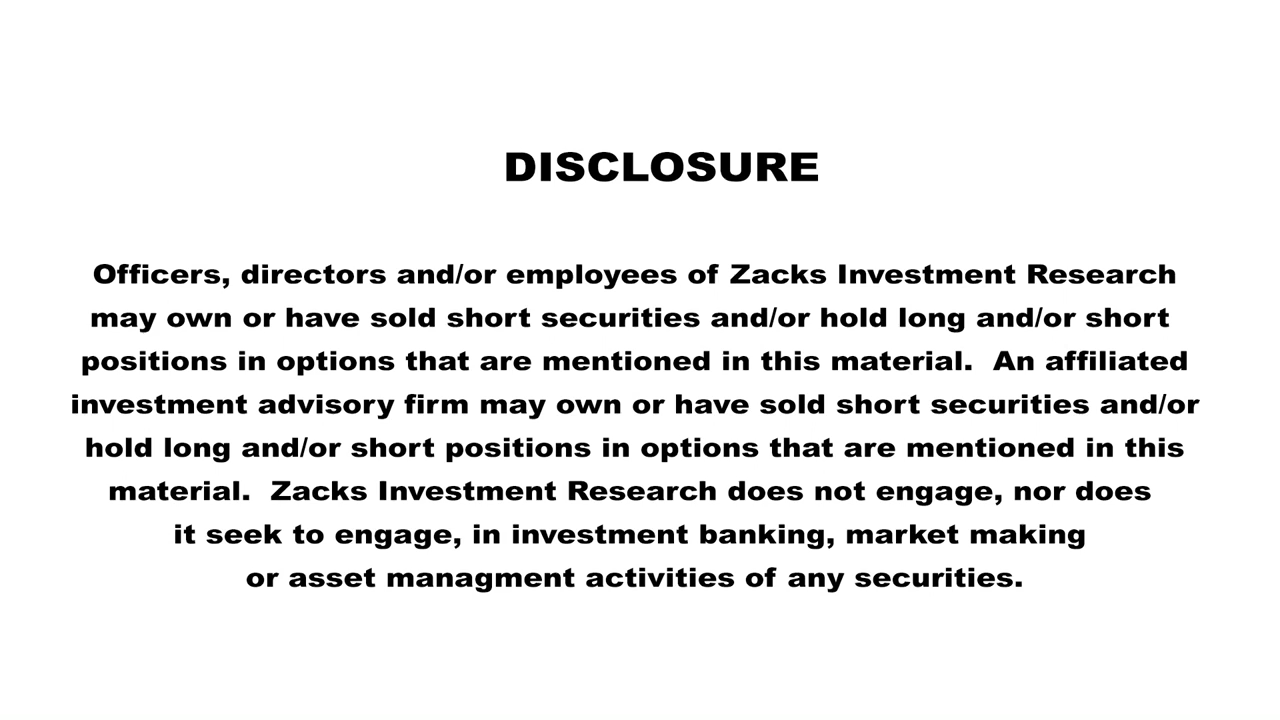 DISCLOSURE
Officers, directors and/or employees of Zacks Investment Research
may own or have sold short securities and/or hold long and/or short
positions in options that are mentioned in this material.  An affiliated
investment advisory firm may own or have sold short securities and/or
hold long and/or short positions in options that are mentioned in this
material.  Zacks Investment Research does not engage, nor does
it seek to engage, in investment banking, market making
or asset managment activities of any securities.